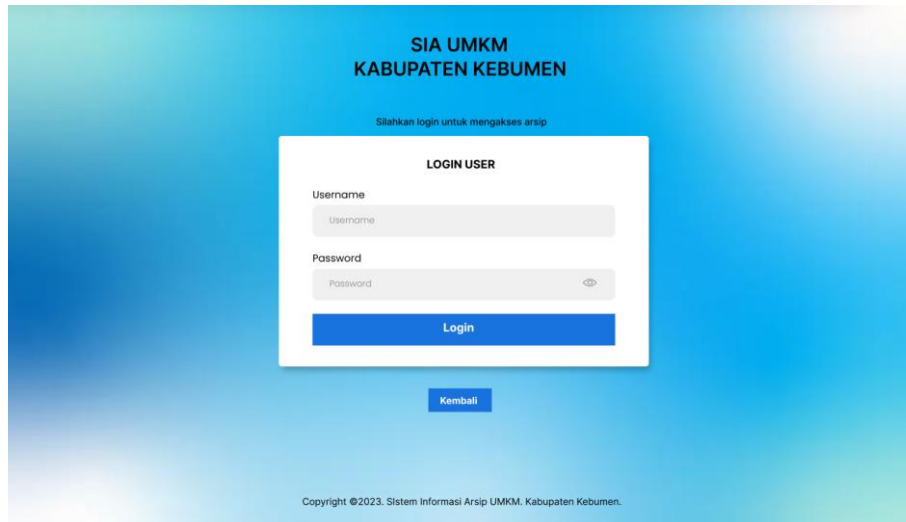 SIA UMKM
KABUPATEN KEBUMEN
Silahkan login untuk mengakses arsip
LOGIN USER
Username
Username
Password
Password
Login
Kembali
Copyright ©2023. SIstem Informasi Arsip UMKM. Kabupaten Kebumen.